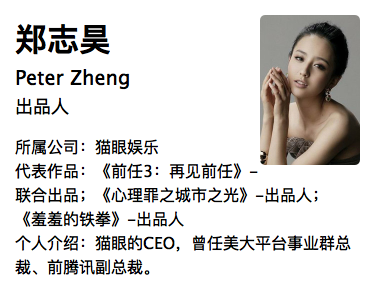 郑志昊
Peter Zheng
出品人
所属公司：猫眼娱乐
代表作品：《前任3：再见前任》–
联合出品；《心理罪之城市之光》–出品人；
《羞羞的铁拳》–出品人
个人介绍：猫眼的CEO，曾任美大平台事业群总
裁、前腾讯副总裁。